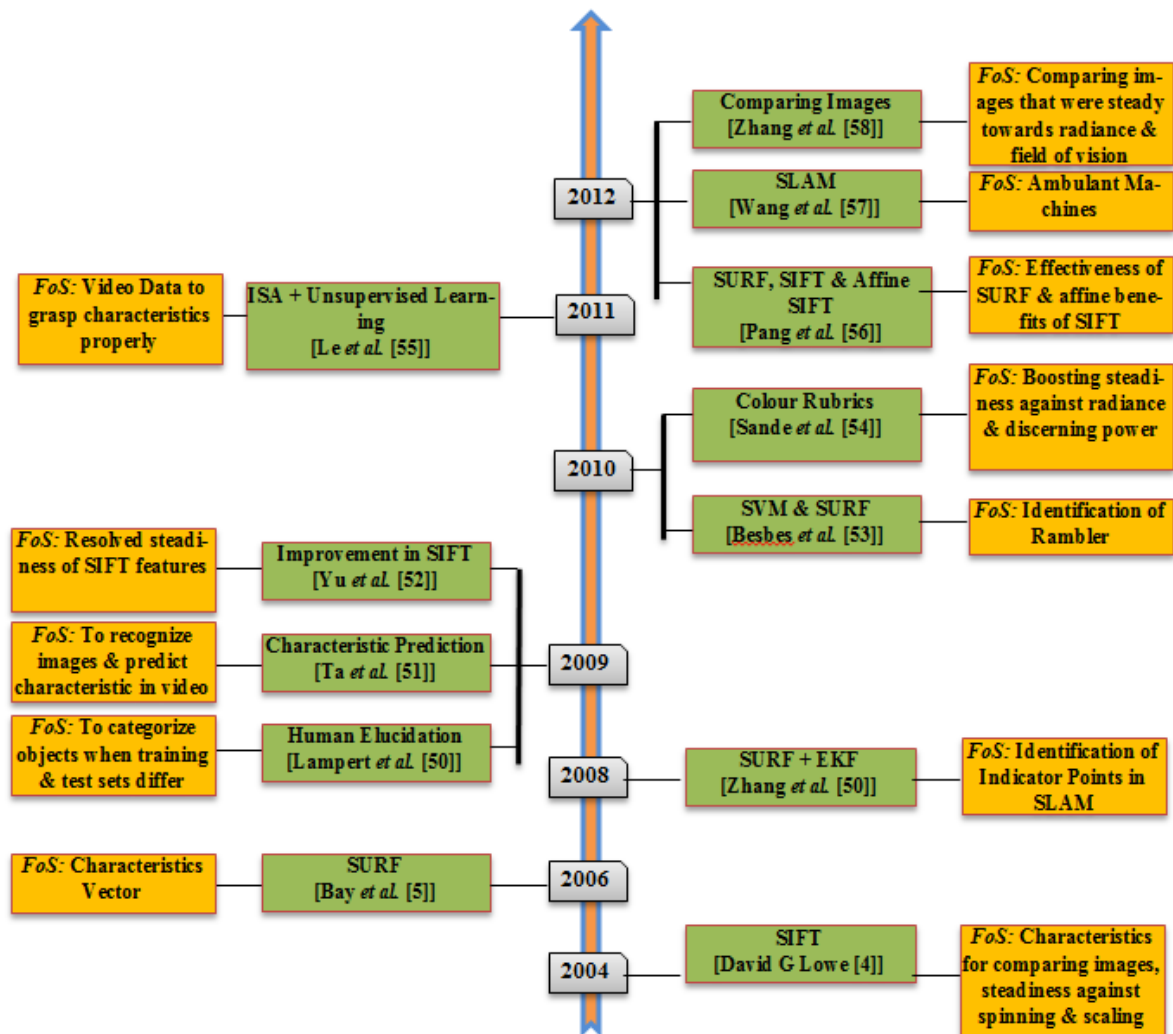 Comparing Images
[Zhang et al. [58]]
FoS: Comparing im-
ages that were steady
towards radiance &
field of vision
2012
SLAM
[Wang et al. [57]]
FoS: Ambulant Ma-
chines
SURF, SIFT & Affine
SIFT
[Pang et al. [56]]
FoS: Effectiveness of
SURF & affine bene-
fits of SIFT
FoS: Video Data to
grasp characteristics
properly
ISA + Unsupervised Learn-
ing
[Le et al. [55]]
2011
Colour Rubrics
[Sande et al. [54]]
FoS: Boosting steadi-
ness against radiance
& discerning power
2010
SVM & SURF
[Besbes et al. [53]]
FoS: Identification of
Rambler
FoS: Resolved steadi-
ness of SIFT features
Improvement in SIFT
[Yu et al. [52]]
FoS: To recognize
images & predict
characteristic in video
Characteristic Prediction
[Ta et al. [51]]
2009
FoS: To categorize
objects when training
& test sets differ
Human Elucidation
[Lampert et al. [50]]
2008
SURF + EKF
[Zhang et al. [50]]
FoS: Identification of
Indicator Points in
SLAM
FoS: Characteristics
Vector
SURF
[Bay et al. [5]]
2006
2004
SIFT
[David G Lowe [4]]
FoS: Characteristics
for comparing images,
steadiness against
spinning & scaling